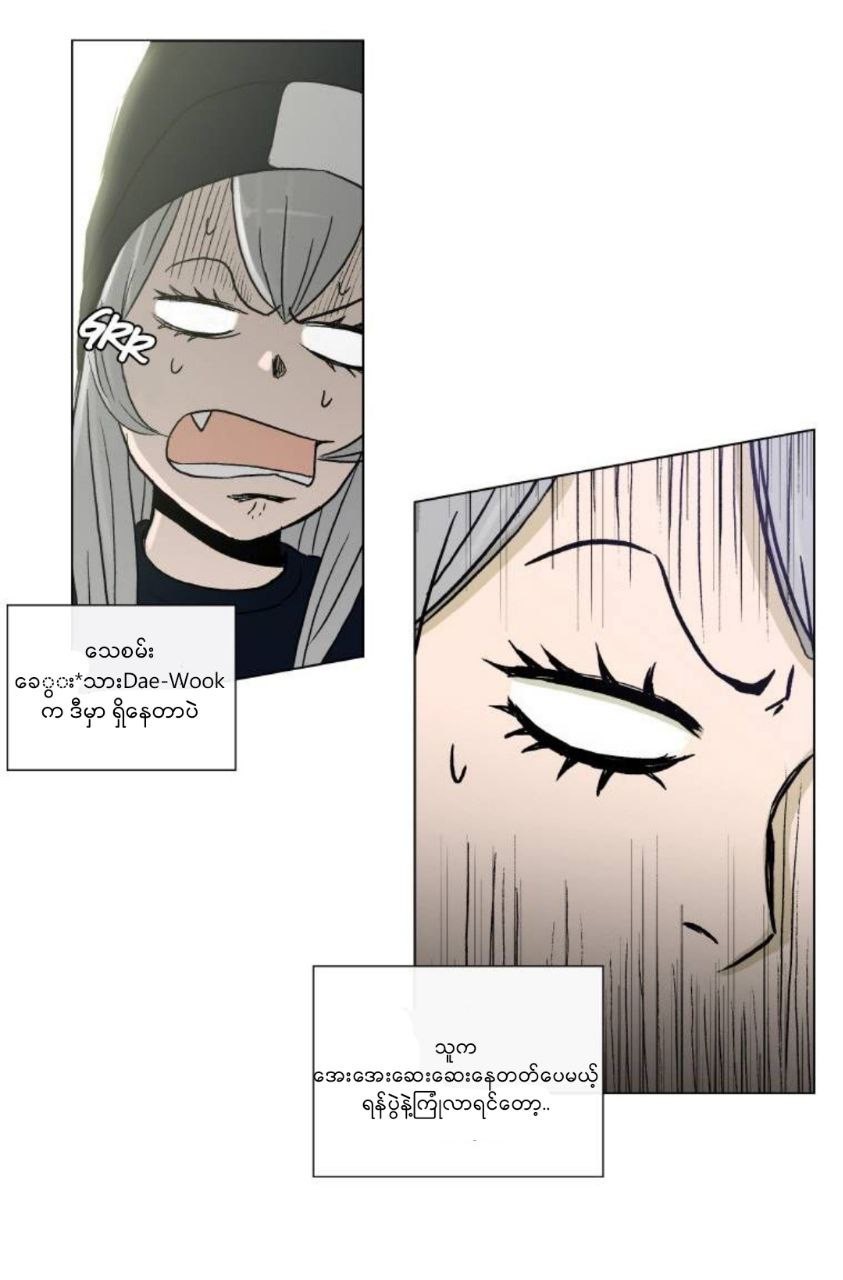 GRR
သေစမ်း
ခေွး*သားDae-Wook
က ဒီမှာ ရှိနေတာပဲ
သူက
အေးအေးဆေးဆေးနေတတ်ပေမယ့်
ရန်ပွဲနဲ့ကြုံလာရင်တော့..